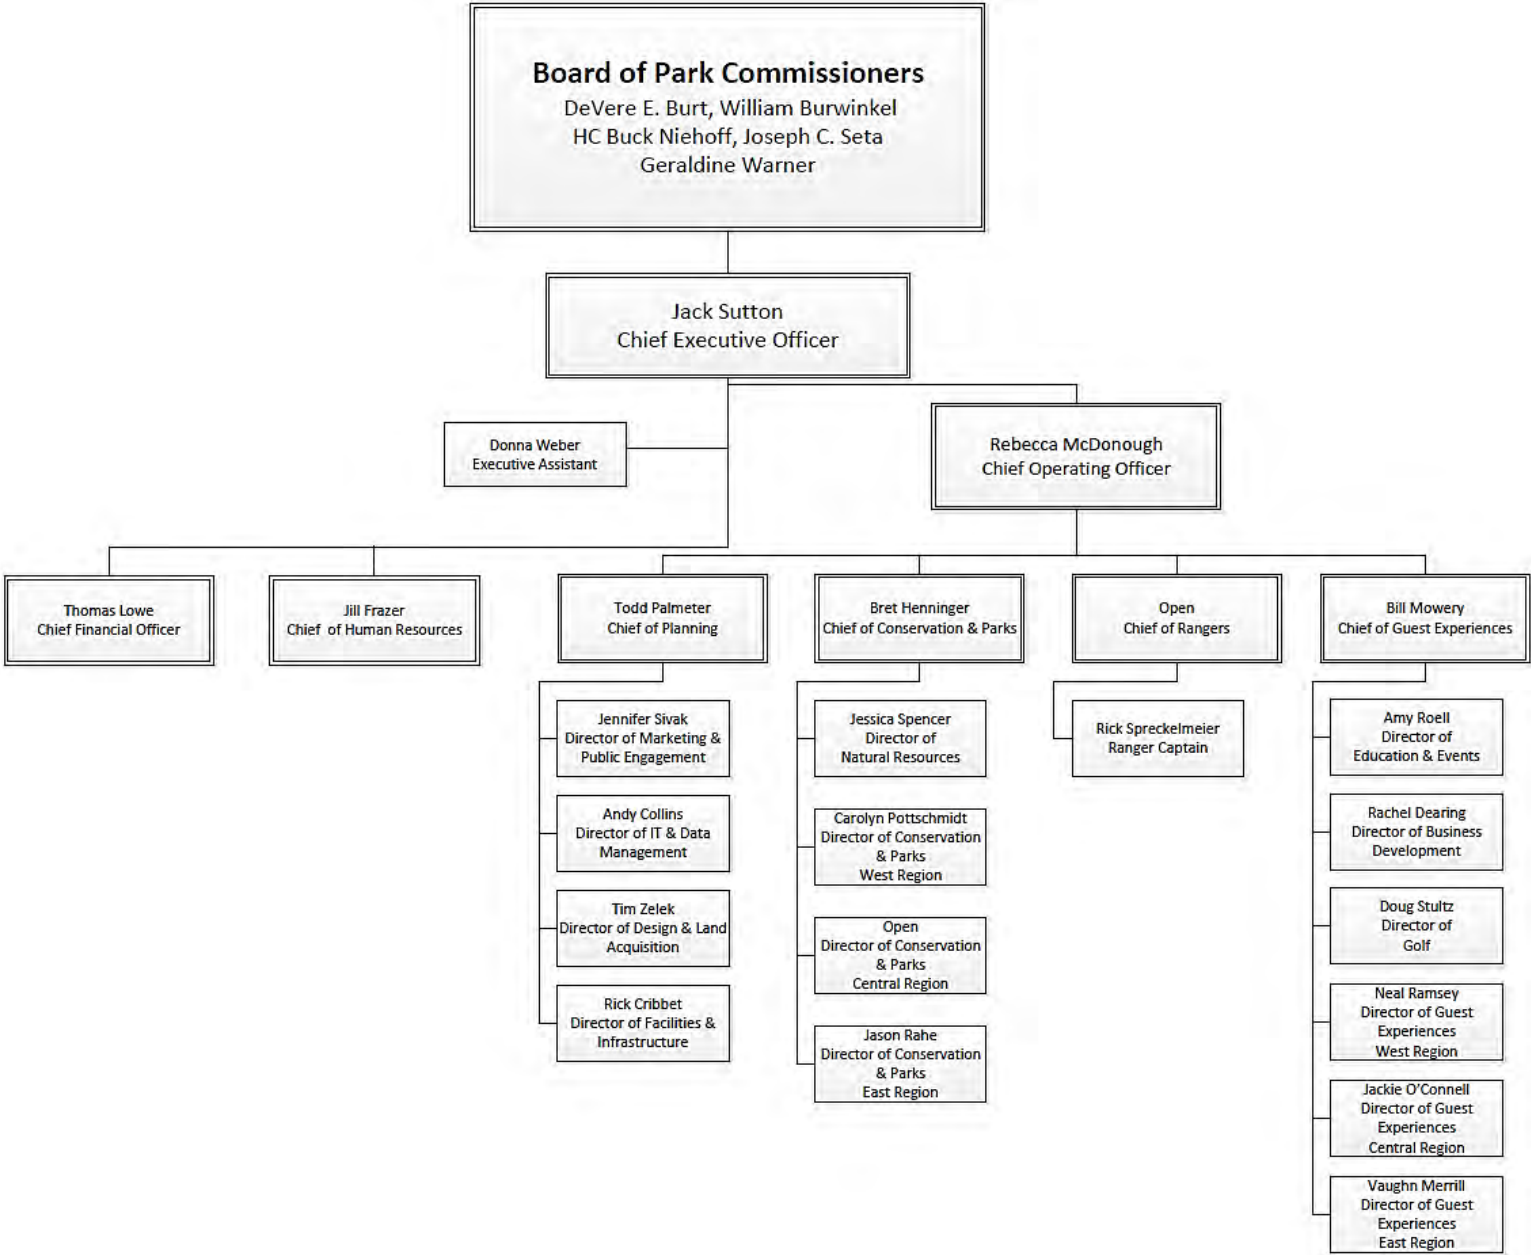 Board of Park Commissioners
DeVere E. Burt, William Burwinkel
HC Buck Niehoff, Joseph C. Seta
Geraldine Warner
Jack Sutton
Chief Executive Officer
Donna Weber
Executive Assistant
Rebecca McDonough
Chief Operating Officer
Thomas Lowe
Chief Financial Officer
Jill Frazer
Chief of Human Resources
Todd Palmeter
Chief of Planning
Bret Henninger
Chief of Conservation & Parks
Open
Chief of Rangers
Bill Mowery
Chief of Guest Experiences
Jennifer Sivak
Director of Marketing &
Public Engagement
Andy Collins
Director of IT & Data
Management
Tim Zelek
Director of Design & Land
Acquisition
Rick Cribbet
Director of Facilities &
Infrastructure
Jessica Spencer
Director of
Natural Resources
Carolyn Pottschmidt
Director of Conservation
& Parks
West Region
Open
Director of Conservation
& Parks
Central Region
Jason Rahe
Director of Conservation
& Parks
East Region
Rick Spreckelmeier
Ranger Captain
Amy Roell
Director of
Education & Events
Rachel Dearing
Director of Business
Development
Doug Stultz
Director of
Golf
Neal Ramsey
Director of Guest
Experiences
West Region
Jackie O'Connell
Director of Guest
Experiences
Central Region
Vaughn Merrill
Director of Guest
Experiences
East Region